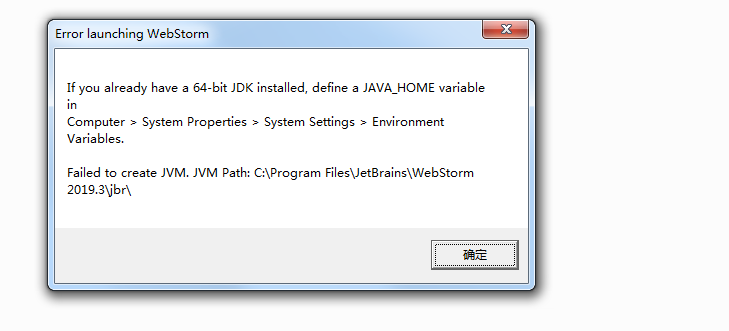 Error launching WebStorm
If you already have a 64-bit JDK installed, define a JAVA_HOME variable
in
Computer > System Properties > System Settings > Environment
Variables.
Failed to create JVM. JVM Path: C:\Program Files\JetBrains\WebStorm
2019.3\jbr\
确定